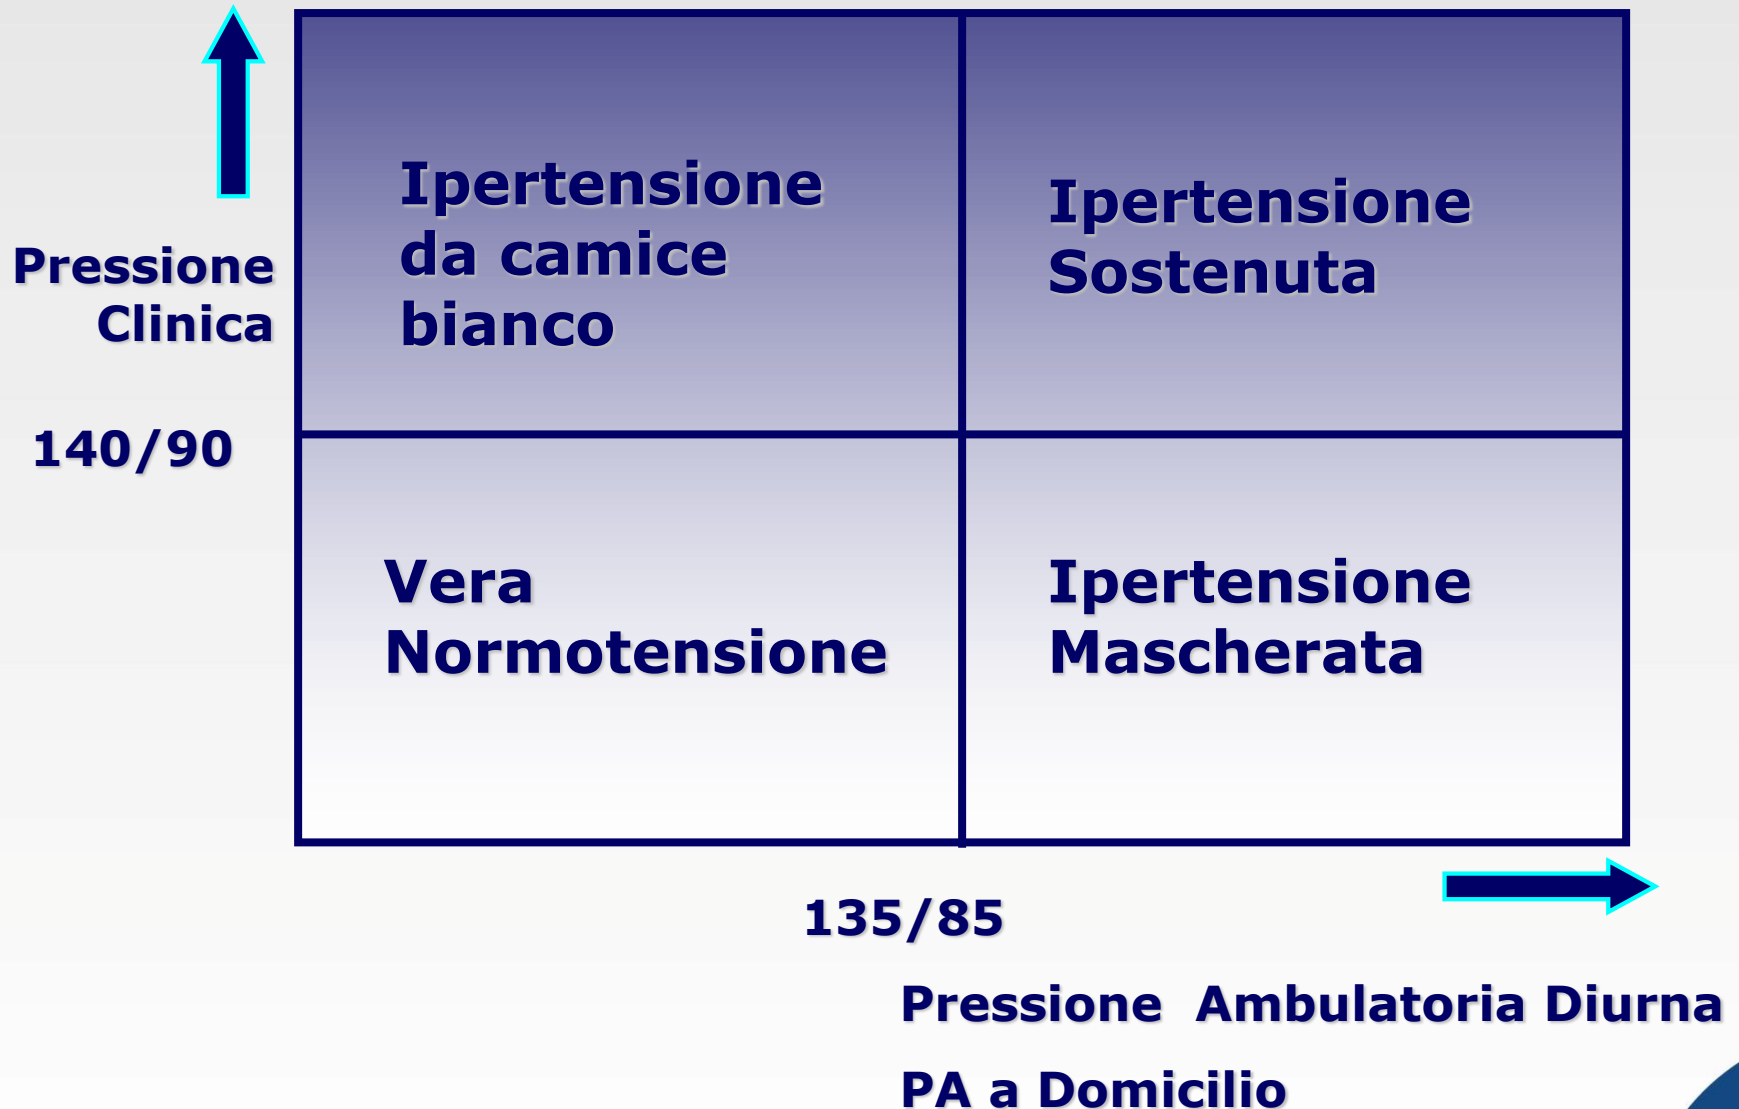 Ipertensione
da camice
bianco
Ipertensione
Sostenuta
Pressione
Clinica
140/90
Vera
Normotensione
Ipertensione
Mascherata
135/85
Pressione Ambulatoria Diurna
PA a Domicilio